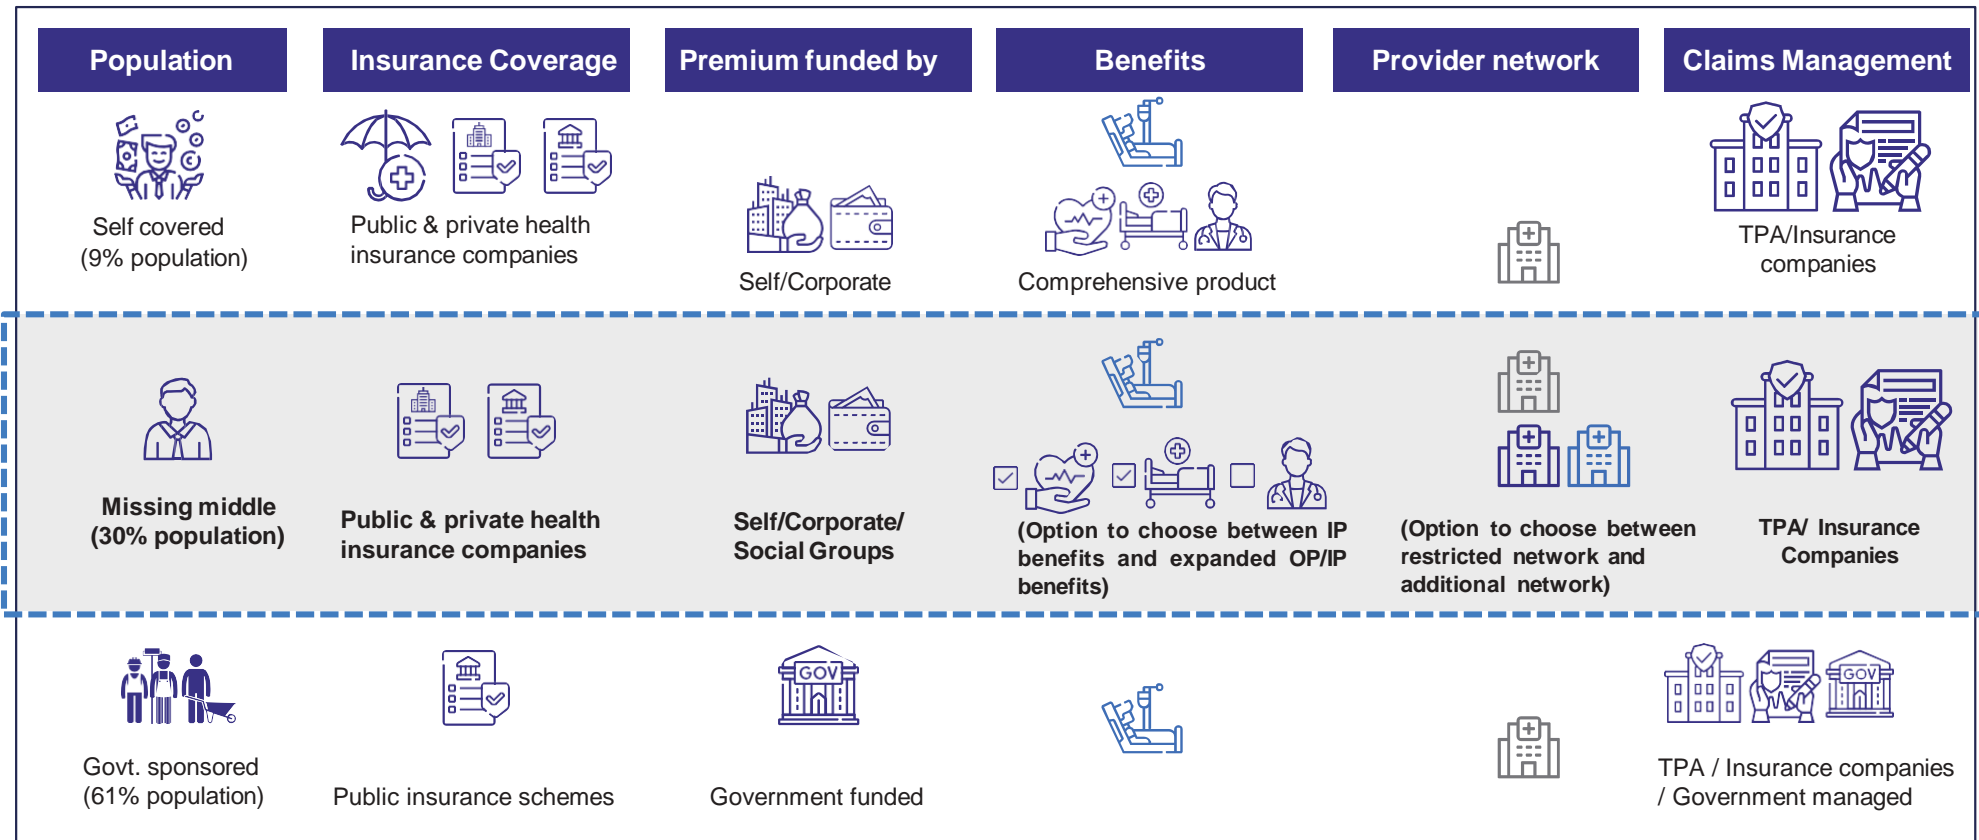 Population
Insurance Coverage
Premium funded by
Benefits
Provider network
Claims Management
Self covered
(9% population)
Public & private health
insurance companies
Self/Corporate
Comprehensive product
TPA/Insurance
companies
Missing middle
(30% population)
Public & private health
insurance companies
Self/Corporate/
Social Groups
(Option to choose between IP
benefits and expanded OP/IP
benefits)
(Option to choose between
restricted network and
additional network)
TPA/ Insurance
Companies
Govt. sponsored
(61% population)
Public insurance schemes
GOV
Government funded
GOV
TPA / Insurance companies
/ Government managed